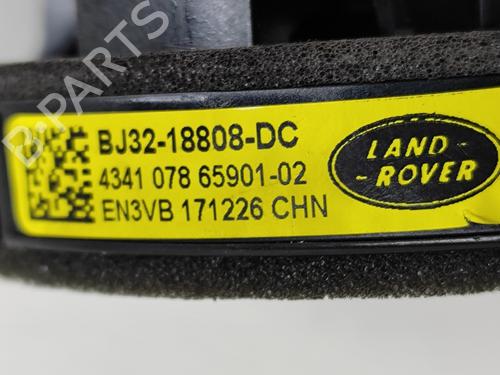 B-PARTS
BJ32-18808-DC
4341 078 65901-02
EN3VB 171226 CHN
LAND
ROVER